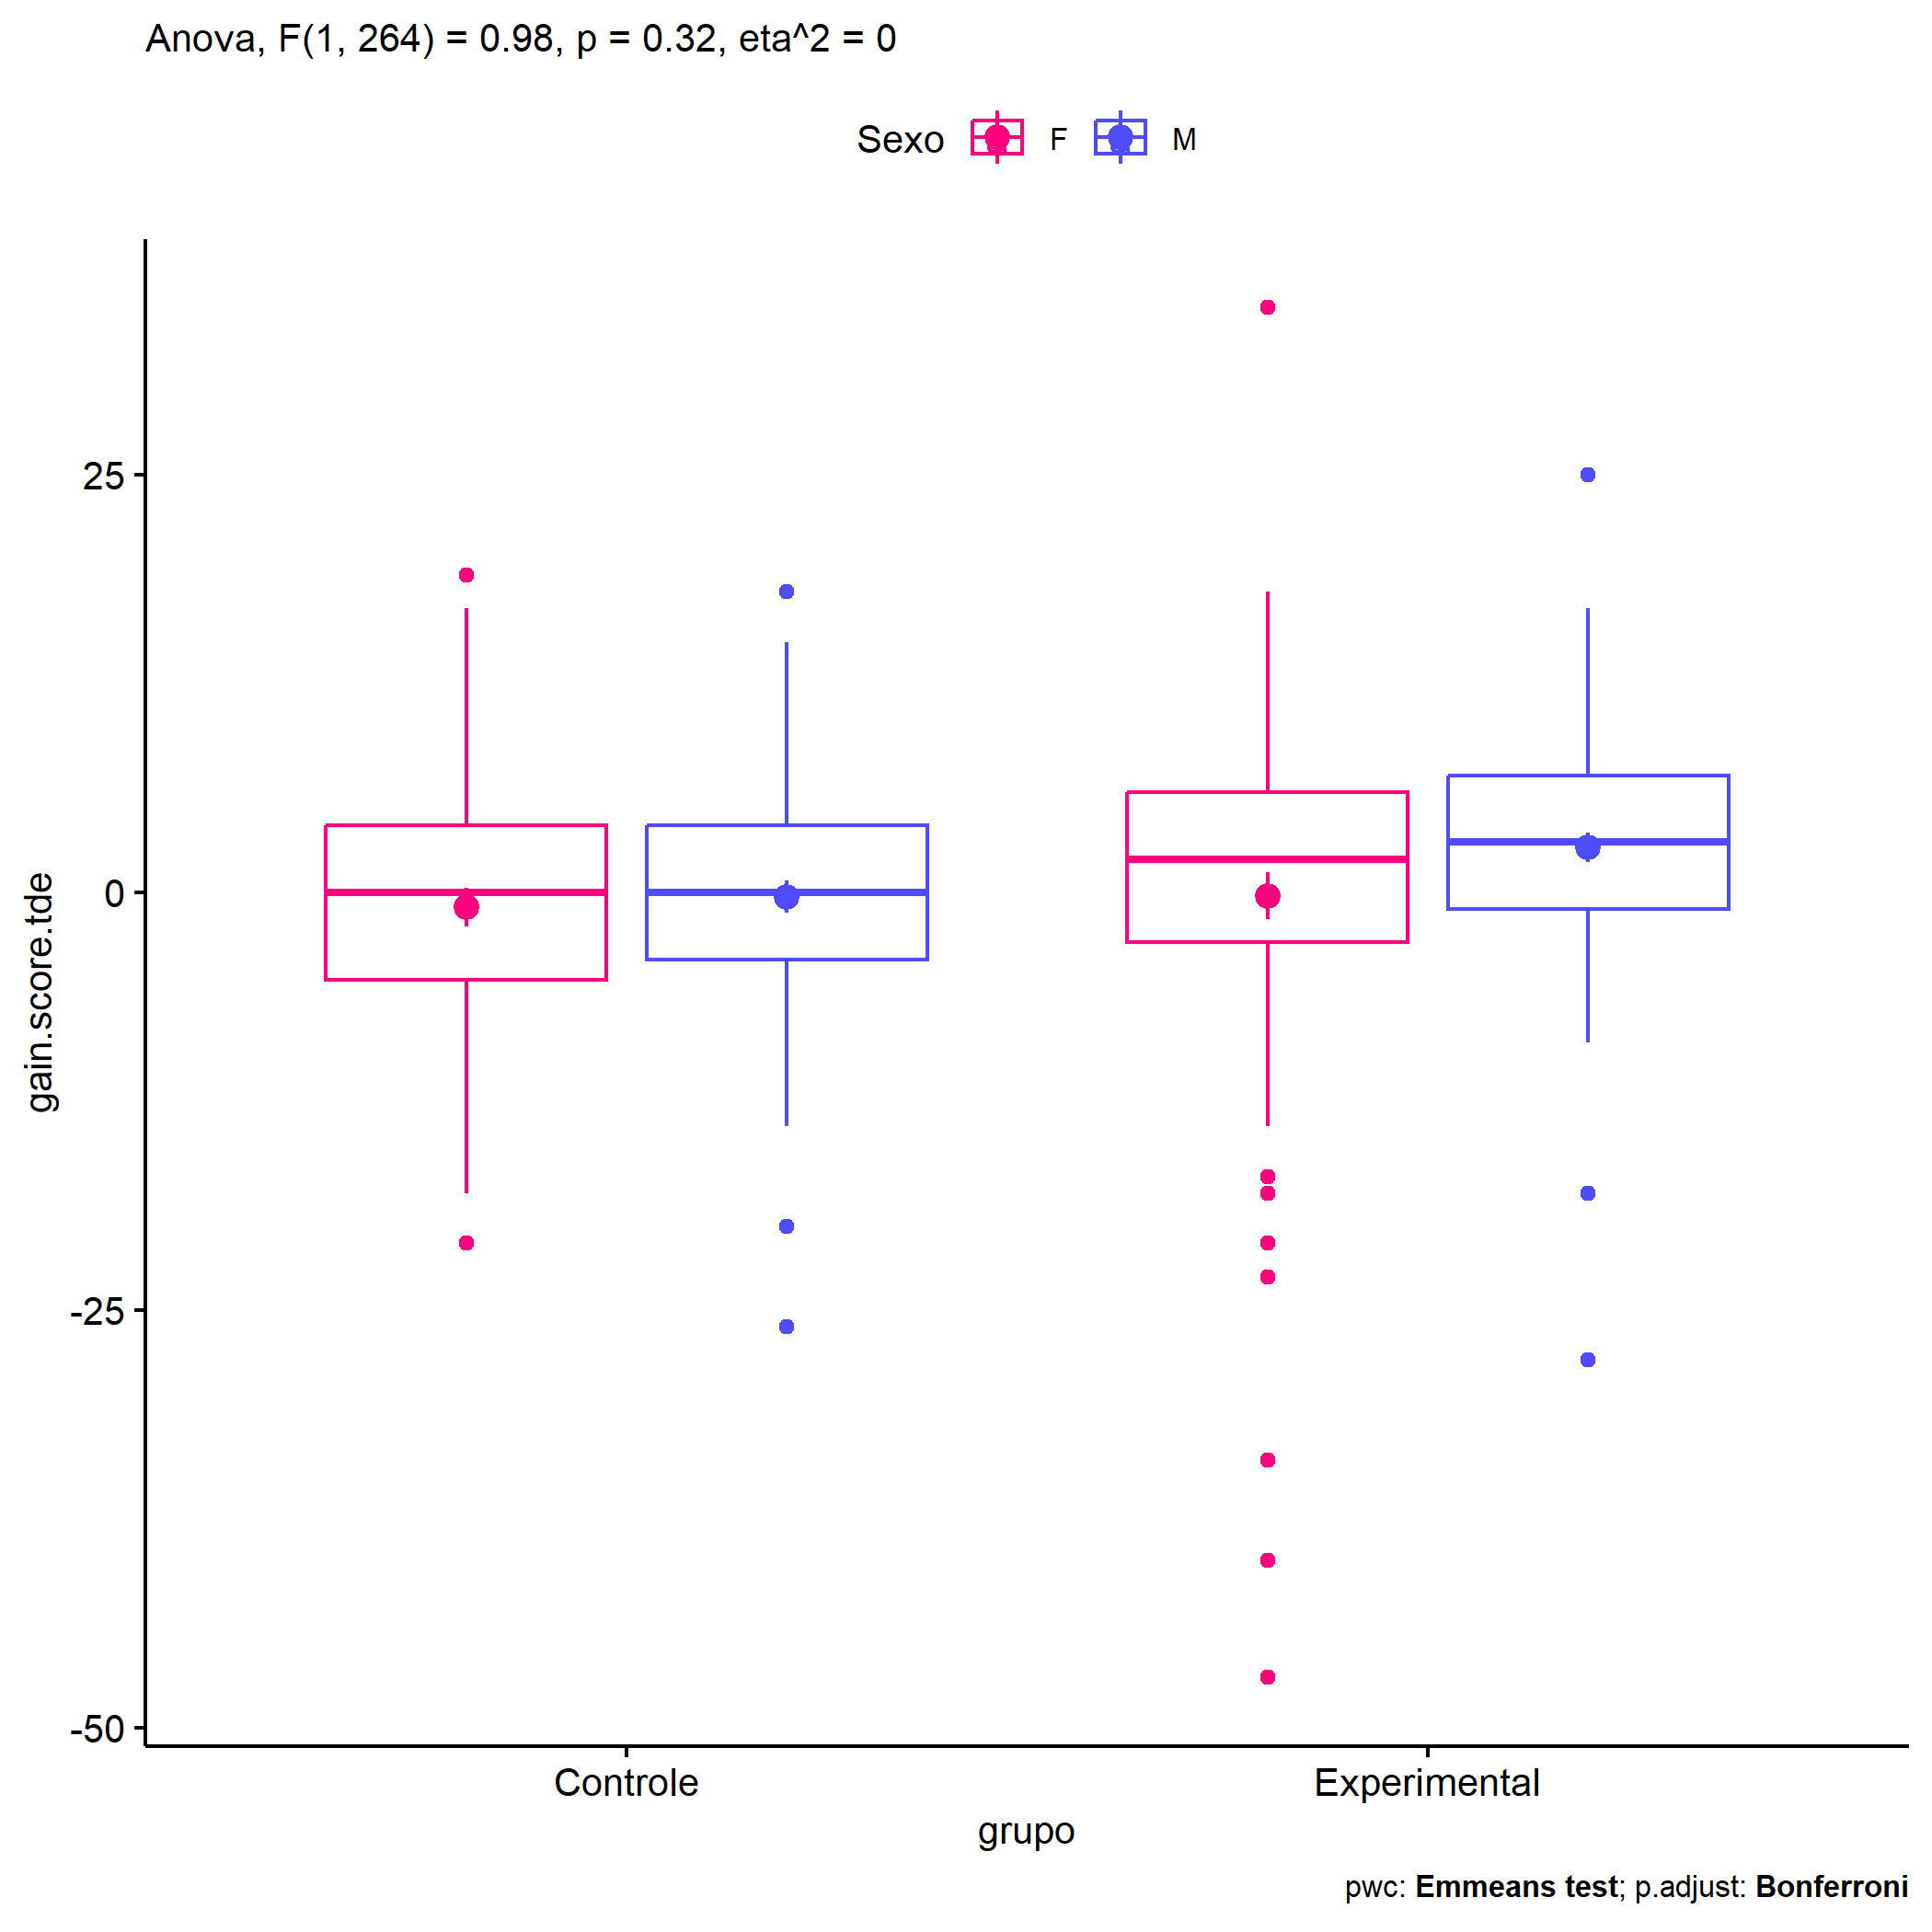 Anova, F(1, 264) = 0.98, p = 0.32, eta^2 = 0
Sexo F M
25
0
-25
-50
gain.score.tde
Controle Experimental
grupo
pwc: Emmeans test; p.adjust: Bonferroni